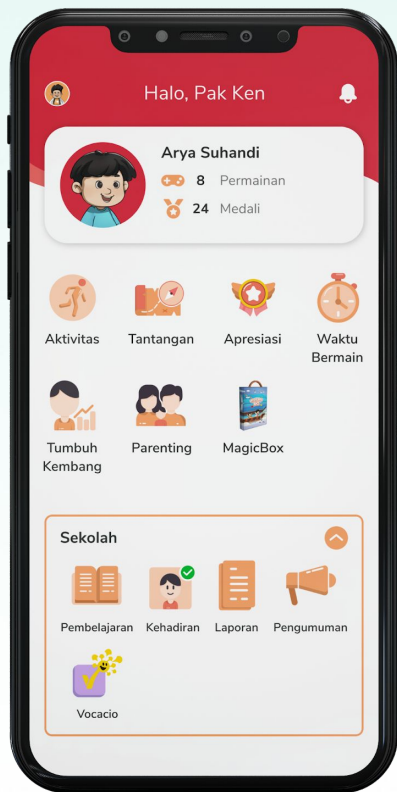 Halo, Pak Ken
Arya Suhandi
8 Permainan
24 Medali
Aktivitas
Tantangan
Apresiasi
Waktu
Bermain
Tumbuh
Kembang
Parenting
MagicBox
Sekolah
Pembelajaran
Kehadiran
Laporan
Pengumuman
Vocacio